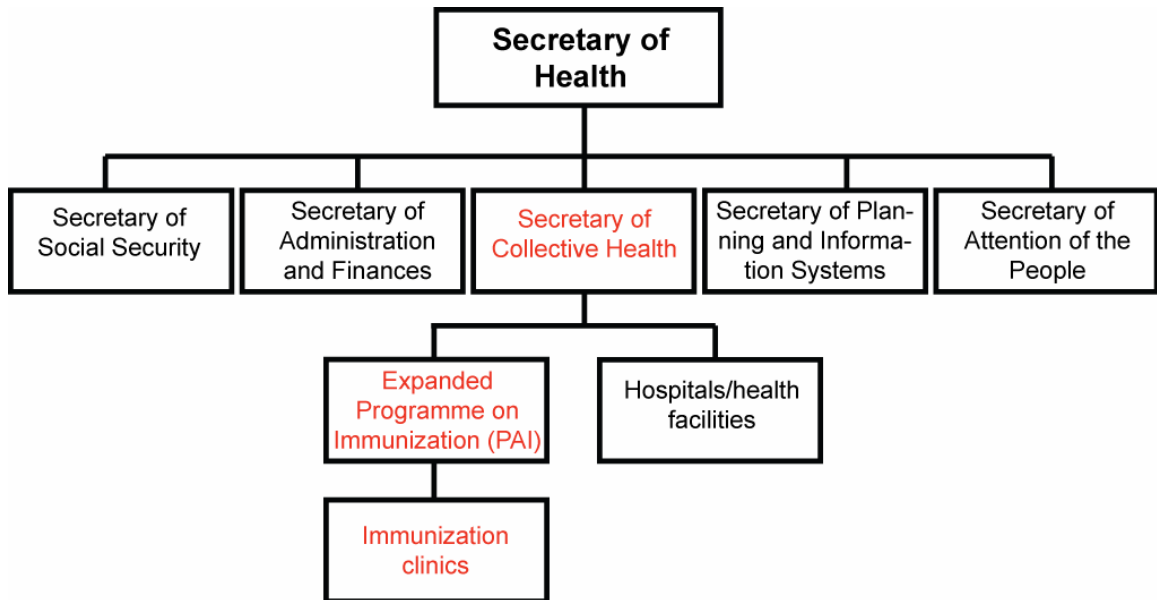 Secretary of
Health
Secretary of
Social Security
Secretary of
Administration
and Finances
Secretary of
Collective Health
Secretary of Plan-
ning and Informa-
tion Systems
Secretary of
Attention of the
People
Expanded
Programme on
Immunization (PAI)
Hospitals/health
facilities
Immunization
clinics